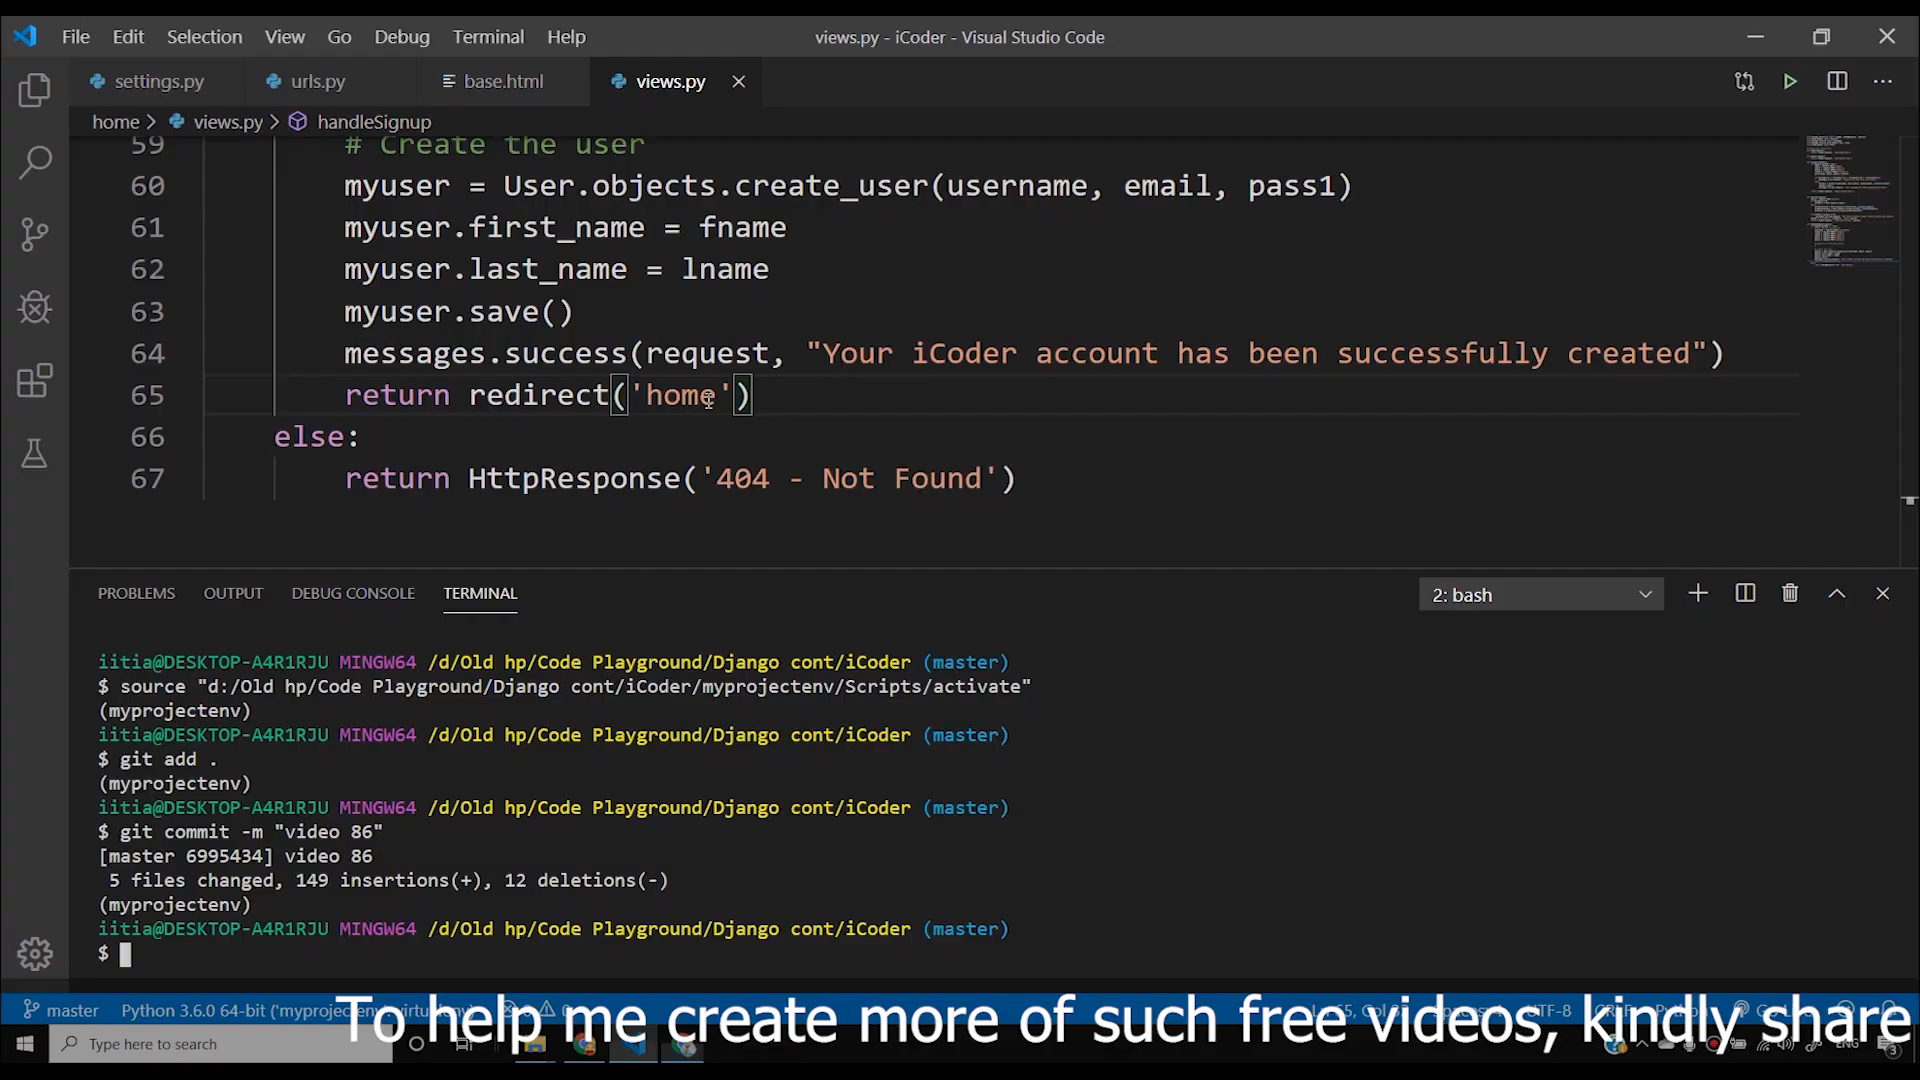 File Edit Selection View Go Debug Terminal Help
views.py - iCoder - Visual Studio Code
settings.py urls.py base.html views.py
home > views.py > handleSignup
59 # Create the user
60 myuser = User.objects.create_user(username, email, pass1)
61 myuser.first_name = fname
62 myuser.last_name = lname
63 myuser.save()
64 messages.success(request, "Your iCoder account has been successfully created")
65 return redirect('home')
66 else:
67 return HttpResponse('404 - Not Found')
PROBLEMS OUTPUT DEBUG CONSOLE TERMINAL
2: bash
iitia@DESKTOP-A4R1RJU MINGW64 /d/Old hp/Code Playground/Django cont/iCoder (master)
$ source "d:/Old hp/Code Playground/Django cont/iCoder/myprojectenv/Scripts/activate"
(myprojectenv)
iitia@DESKTOP-A4R1RJU MINGW64 /d/Old hp/Code Playground/Django cont/iCoder (master)
$ git add .
(myprojectenv)
iitia@DESKTOP-A4R1RJU MINGW64 /d/Old hp/Code Playground/Django cont/iCoder (master)
$ git commit -m "video 86"
[master 6995434] video 86
5 files changed, 149 insertions(+), 12 deletions(-)
(myprojectenv)
iitia@DESKTOP-A4R1RJU MINGW64 /d/Old hp/Code Playground/Django cont/iCoder (master)
$
master Python 3.6.0 64-bit ('myprojectenv':
To help me create more of such free videos, kindly share
Type here to search